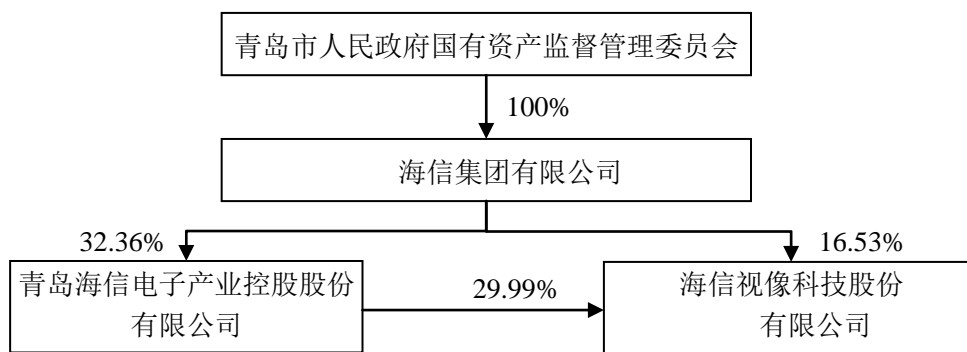 青岛市人民政府国有资产监督管理委员会
100%
海信集团有限公司
32.36%
16.53%
青岛海信电子产业控股股份
有限公司
29.99%
海信视像科技股份
有限公司